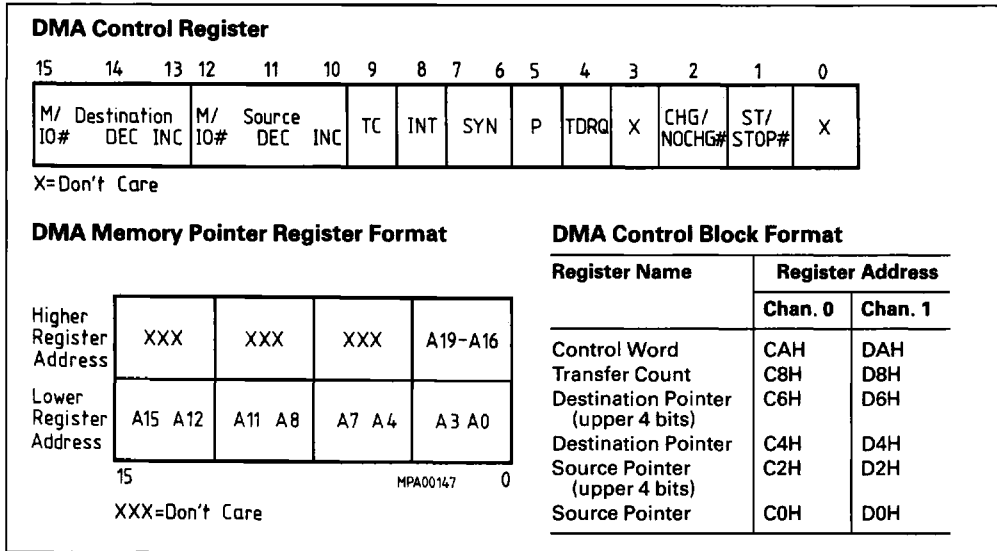 DMA Control Register
15 14 13 12 11 10 9 8 7 6 5 4 3 2 1 0
M/ Destination M/ Source TC INT SYN P TDRQ X CHG/ ST/ X
IO# DEC INC IO# DEC INC NOCHG# STOP#
X=Don't Care
DMA Memory Pointer Register Format
Higher
Register
Address
XXX XXX XXX A19-A16
Lower
Register
Address
A15 A12 A11 A8 A7 A4 A3 A0
15 MPA00147 0
XXX=Don't Care
DMA Control Block Format
Register Name Register Address
Chan. 0 Chan. 1
Control Word CAH DAH
Transfer Count C8H D8H
Destination Pointer C6H D6H
(upper 4 bits)
Destination Pointer C4H D4H
Source Pointer C2H D2H
(upper 4 bits)
Source Pointer C0H D0H